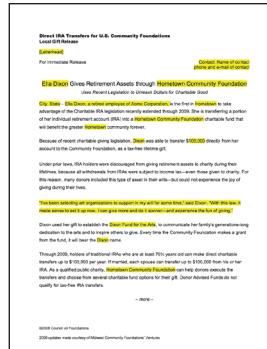 Direct IRA Transfers for U.S. Community Foundations
Local Gift Release
[Letterhead]
For Immediate Release
Contact: Name of contact
phone and e-mail of contact
Ella Dixon Gives Retirement Assets through Hometown Community Foundation
Uses Recent Legislation to Unleash Dollars for Charitable Good
City, State – Ella Dixon, a retired employee of Acme Corporation, is the first in Hometown to take
advantage of the Charitable IRA legislation recently extended through 2009. She is transferring a portion
of her individual retirement account (IRA) into a Hometown Community Foundation charitable fund that
will benefit the greater Hometown community forever.
Because of recent charitable giving legislation, Dixon was able to transfer $100,000 directly from her
account to the Community Foundation, as a tax-free lifetime gift.
Under prior laws, IRA holders were discouraged from giving retirement assets to charity during their
lifetimes, because all withdrawals from IRAs were subject to income tax—even those given to charity. For
this reason, many donors included this type of asset in their wills—but could not experience the joy of
giving during their lives.
"I've been selecting art organizations to support in my will for some time," said Dixon. "With this law, it
made sense to set it up now. I can give more and do it sooner—and experience the fun of giving."
Dixon used her gift to establish the Dixon Fund for the Arts, to communicate her family's generations-long
dedication to the arts and to inspire others to give. Every time the Community Foundation makes a grant
from the fund, it will bear the Dixon name.
Through 2009, holders of traditional IRAs who are at least 70½ years old can make direct charitable
transfers up to $100,000 per year. If married, each spouse can transfer up to $100,000 from his or her
IRA. As a qualified public charity, Hometown Community Foundation can help donors execute the
transfers and choose from several charitable fund options for their gift. Donor Advised Funds do not
qualify for tax-free IRA transfers.
– more –
©2009 Council on Foundations
2009 updates made courtesy of Midwest Community Foundations' Ventures